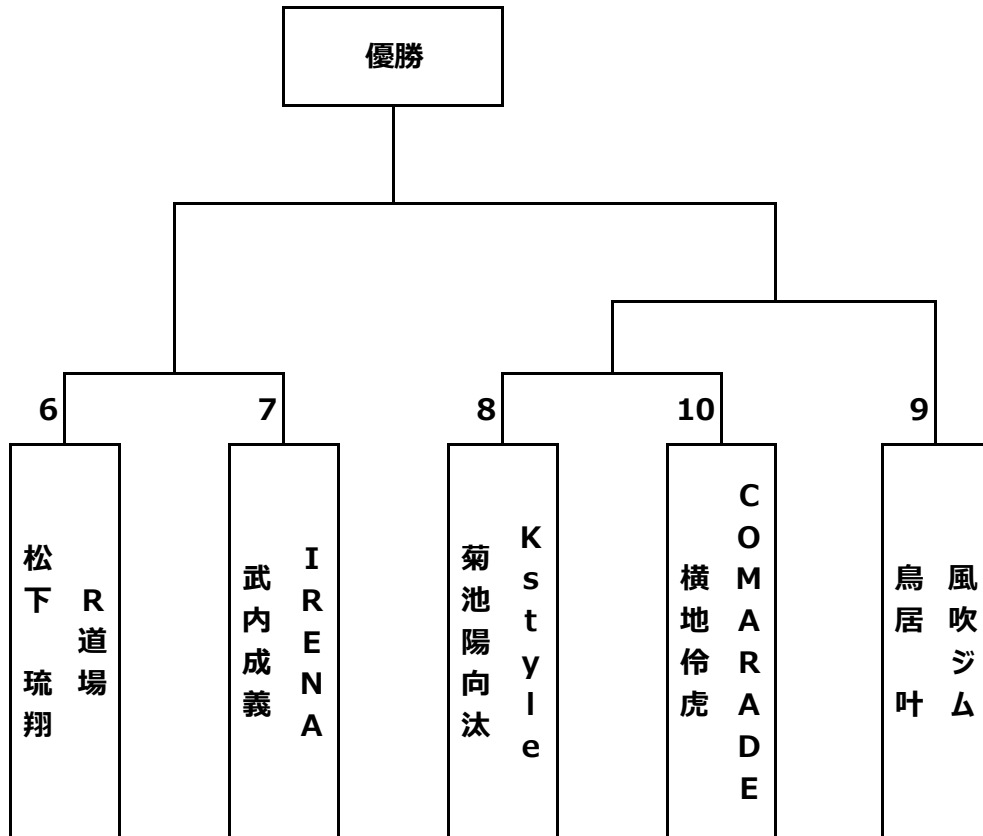 優勝
6
7
8
10
9
R道場
松下 琉翔
IRENA
武内成義
Kstyle
菊池陽向汰
COMARADE
横地伶虎
風吹ジム
鳥居 叶